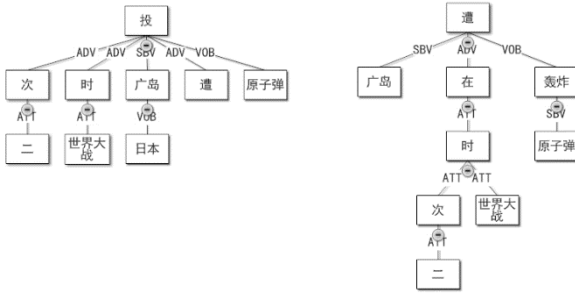 投
ADV ADV SBV ADV VOB
次 时 广岛 遭 原子弹
ATT ATT VOB
二 世界大战 日本
遭
SBV ADV VOB
广岛 在 轰炸
ATT SBV
时 原子弹
ATT ATT
次 世界大战
ATT
二